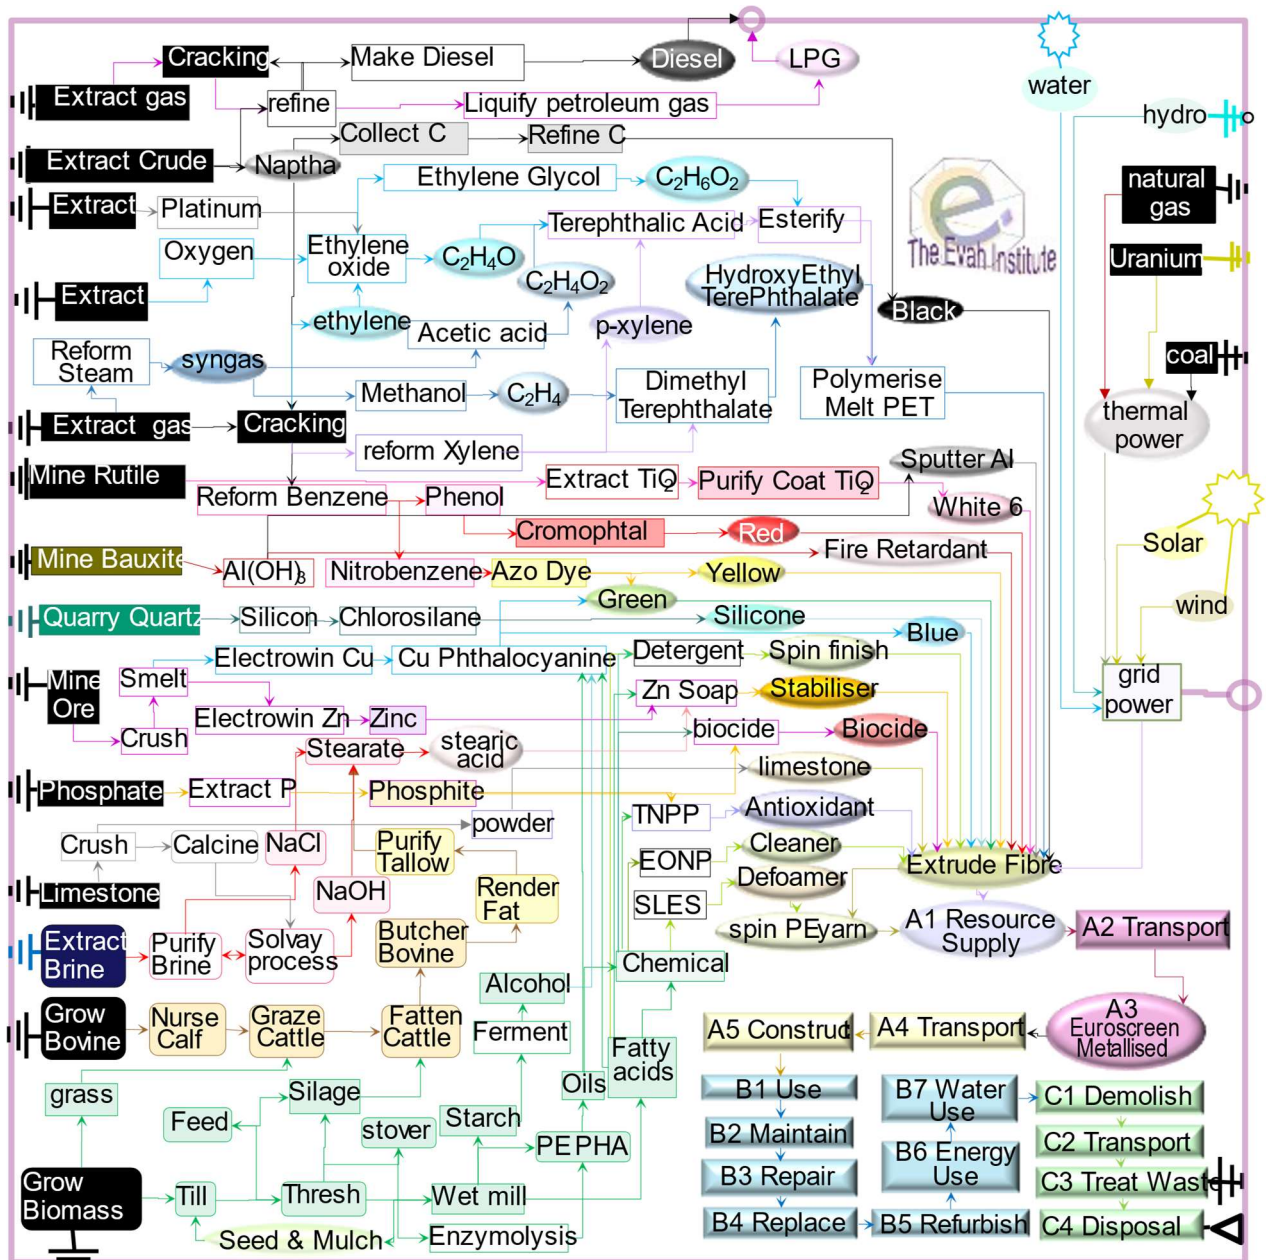 Cracking
Make Diesel
Diesel
LPG
water
Extract gas
refine
Liquify petroleum gas
hydro
Collect C
Refine C
Extract Crude
Naptha
Ethylene Glycol
C2H6O2
natural
gas
Extract
Platinum
Terephthalic Acid
Esterify
The Evah Institute
Oxygen
Ethylene
oxide
C2H4O
C2H4O2
HydroxyEthyl
TerePhthalate
Uranium
Extract
ethylene
Acetic acid
p-xylene
Black
Reform
Steam
syngas
coal
Methanol
C2H4
Dimethyl
Terephthalate
Polymerise
Melt PET
thermal
power
Extract gas
Cracking
reform Xylene
Sputter Al
Mine Rutile
Reform Benzene
Phenol
Extract TiO2
Purify Coat TiO2
White 6
Cromophtal
Red
Fire Retardant
Solar
Mine Bauxite
Al(OH)3
Nitrobenzene
Azo Dye
Yellow
Green
wind
Quarry Quartz
Silicon
Chlorosilane
Silicone
Blue
Electrowin Cu
Cu Phthalocyanine
Detergent
Spin finish
grid
power
Mine
Ore
Smelt
Zn Soap
Stabiliser
Electrowin Zn
Zinc
Crush
Stearate
stearic
acid
biocide
Biocide
limestone
Phosphate
Extract P
Phosphite
TNPP
Antioxidant
powder
Crush
Calcine
NaCl
Purify
Tallow
EONP
Cleaner
Extrude Fibre
Limestone
NaOH
Render
Fat
SLES
Defoamer
spin PEyarn
A1 Resource
Supply
A2 Transport
Extract
Brine
Purify
Brine
Solvay
process
Butcher
Bovine
Chemical
Alcohol
Grow
Bovine
Nurse
Calf
Graze
Cattle
Fatten
Cattle
Ferment
A5 Construct
A4 Transport
A3
Euroscreen
Metallised
Fatty
acids
Oils
grass
Silage
B1 Use
B7 Water
Use
C1 Demolish
Feed
stover
Starch
PE PHA
B2 Maintain
B6 Energy
Use
C2 Transport
Grow
Biomass
Till
Thresh
Wet mill
B3 Repair
C3 Treat Waste
Seed & Mulch
Enzymolysis
B4 Replace
B5 Refurbish
C4 Disposal